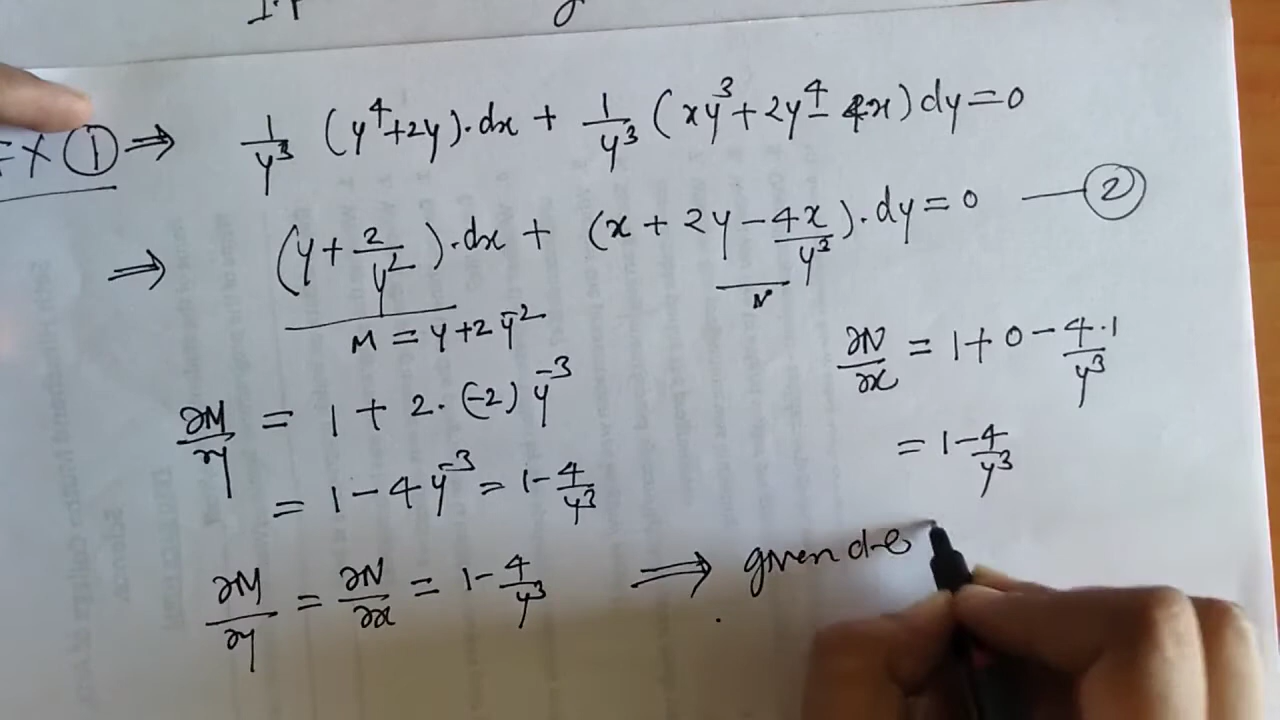 I.F
① ⇒ 1/y³ (y⁴+2y)·dx + 1/y³ (xy³+2y⁴-4x) dy=0
⇒ (y+2/y²)·dx + (x+2y-4x/y³)·dy=0 — ②
M = y+2y⁻² N
∂M/∂y = 1+2·(-2) y⁻³
= 1-4y⁻³ = 1-4/y³
∂N/∂x = 1+0-4·1/y³
= 1-4/y³
∂M/∂y = ∂N/∂x = 1-4/y³ ⇒ given d-e